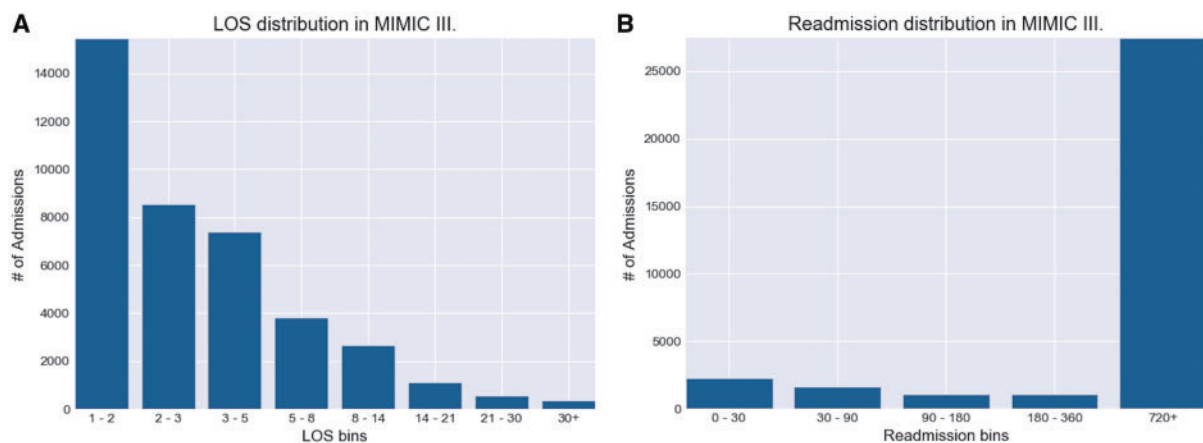 A
LOS distribution in MIMIC III.
# of Admissions
14000
12000
10000
8000
6000
4000
2000
0
1 - 2 2 - 3 3 - 5 5 - 8 8 - 14 14 - 21 21 - 30 30+
LOS bins
B
Readmission distribution in MIMIC III.
# of Admissions
25000
20000
15000
10000
5000
0
0 - 30 30 - 90 90 - 180 180 - 360 720+
Readmission bins